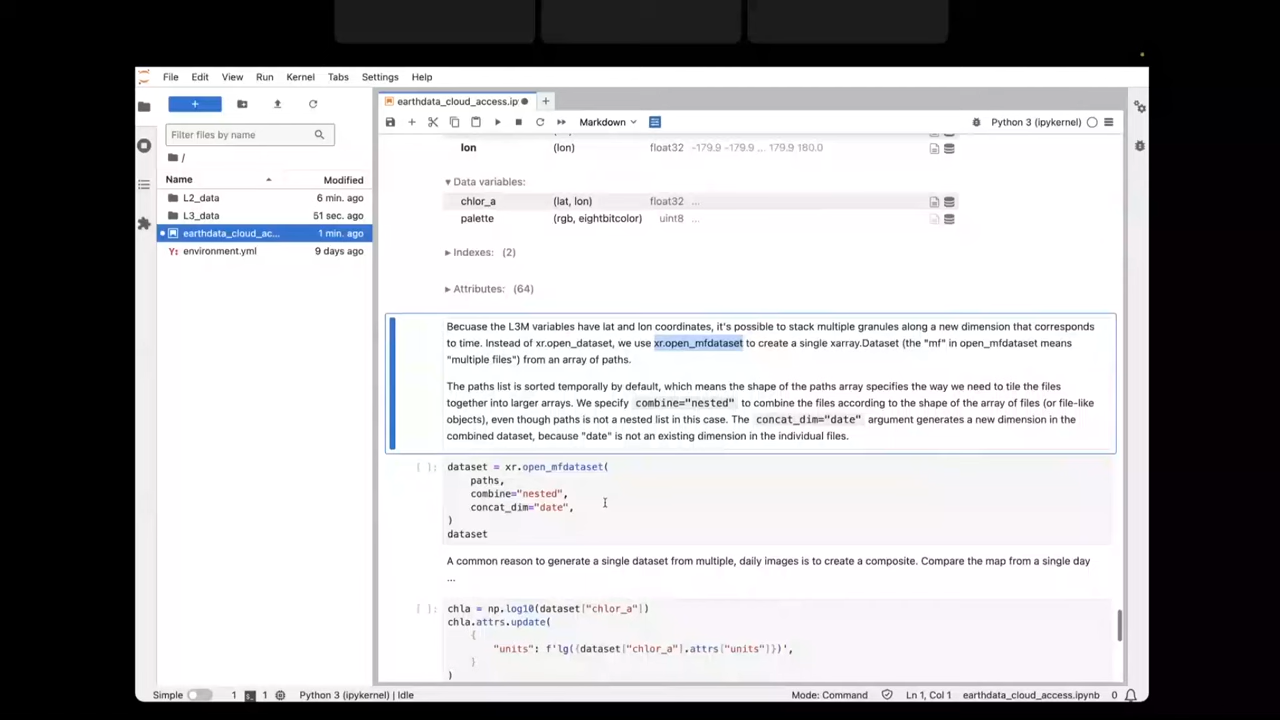 File Edit View Run Kernel Tabs Settings Help
+
Filter files by name
/
Name Modified
L2_data 6 min. ago
L3_data 51 sec. ago
earthdata_cloud_ac... 1 min. ago
Y: environment.yml 9 days ago
earthdata_cloud_access.ip
Markdown Python 3 (ipykernel)
lon (lon) float32 -179.9 -179.9 ... 179.9 180.0
Data variables:
chlor_a (lat, lon) float32 ...
palette (rgb, eightbitcolor) uint8 ...
Indexes: (2)
Attributes: (64)
Becuase the L3M variables have lat and lon coordinates, it's possible to stack multiple granules along a new dimension that corresponds
to time. Instead of xr.open_dataset, we use xr.open_mfdataset to create a single xarray.Dataset (the "mf" in open_mfdataset means
"multiple files") from an array of paths.
The paths list is sorted temporally by default, which means the shape of the paths array specifies the way we need to tile the files
together into larger arrays. We specify combine="nested" to combine the files according to the shape of the array of files (or file-like
objects), even though paths is not a nested list in this case. The concat_dim="date" argument generates a new dimension in the
combined dataset, because "date" is not an existing dimension in the individual files.
[ ]: dataset = xr.open_mfdataset(
paths,
combine="nested",
concat_dim="date",
)
dataset
A common reason to generate a single dataset from multiple, daily images is to create a composite. Compare the map from a single day
...
[ ]: chla = np.log10(dataset["chlor_a"])
chla.attrs.update(
{
"units": f'lg({dataset["chlor_a"].attrs["units"]})',
}
)
Simple 1 1 Python 3 (ipykernel) | Idle Mode: Command Ln 1, Col 1 earthdata_cloud_access.ipynb 0